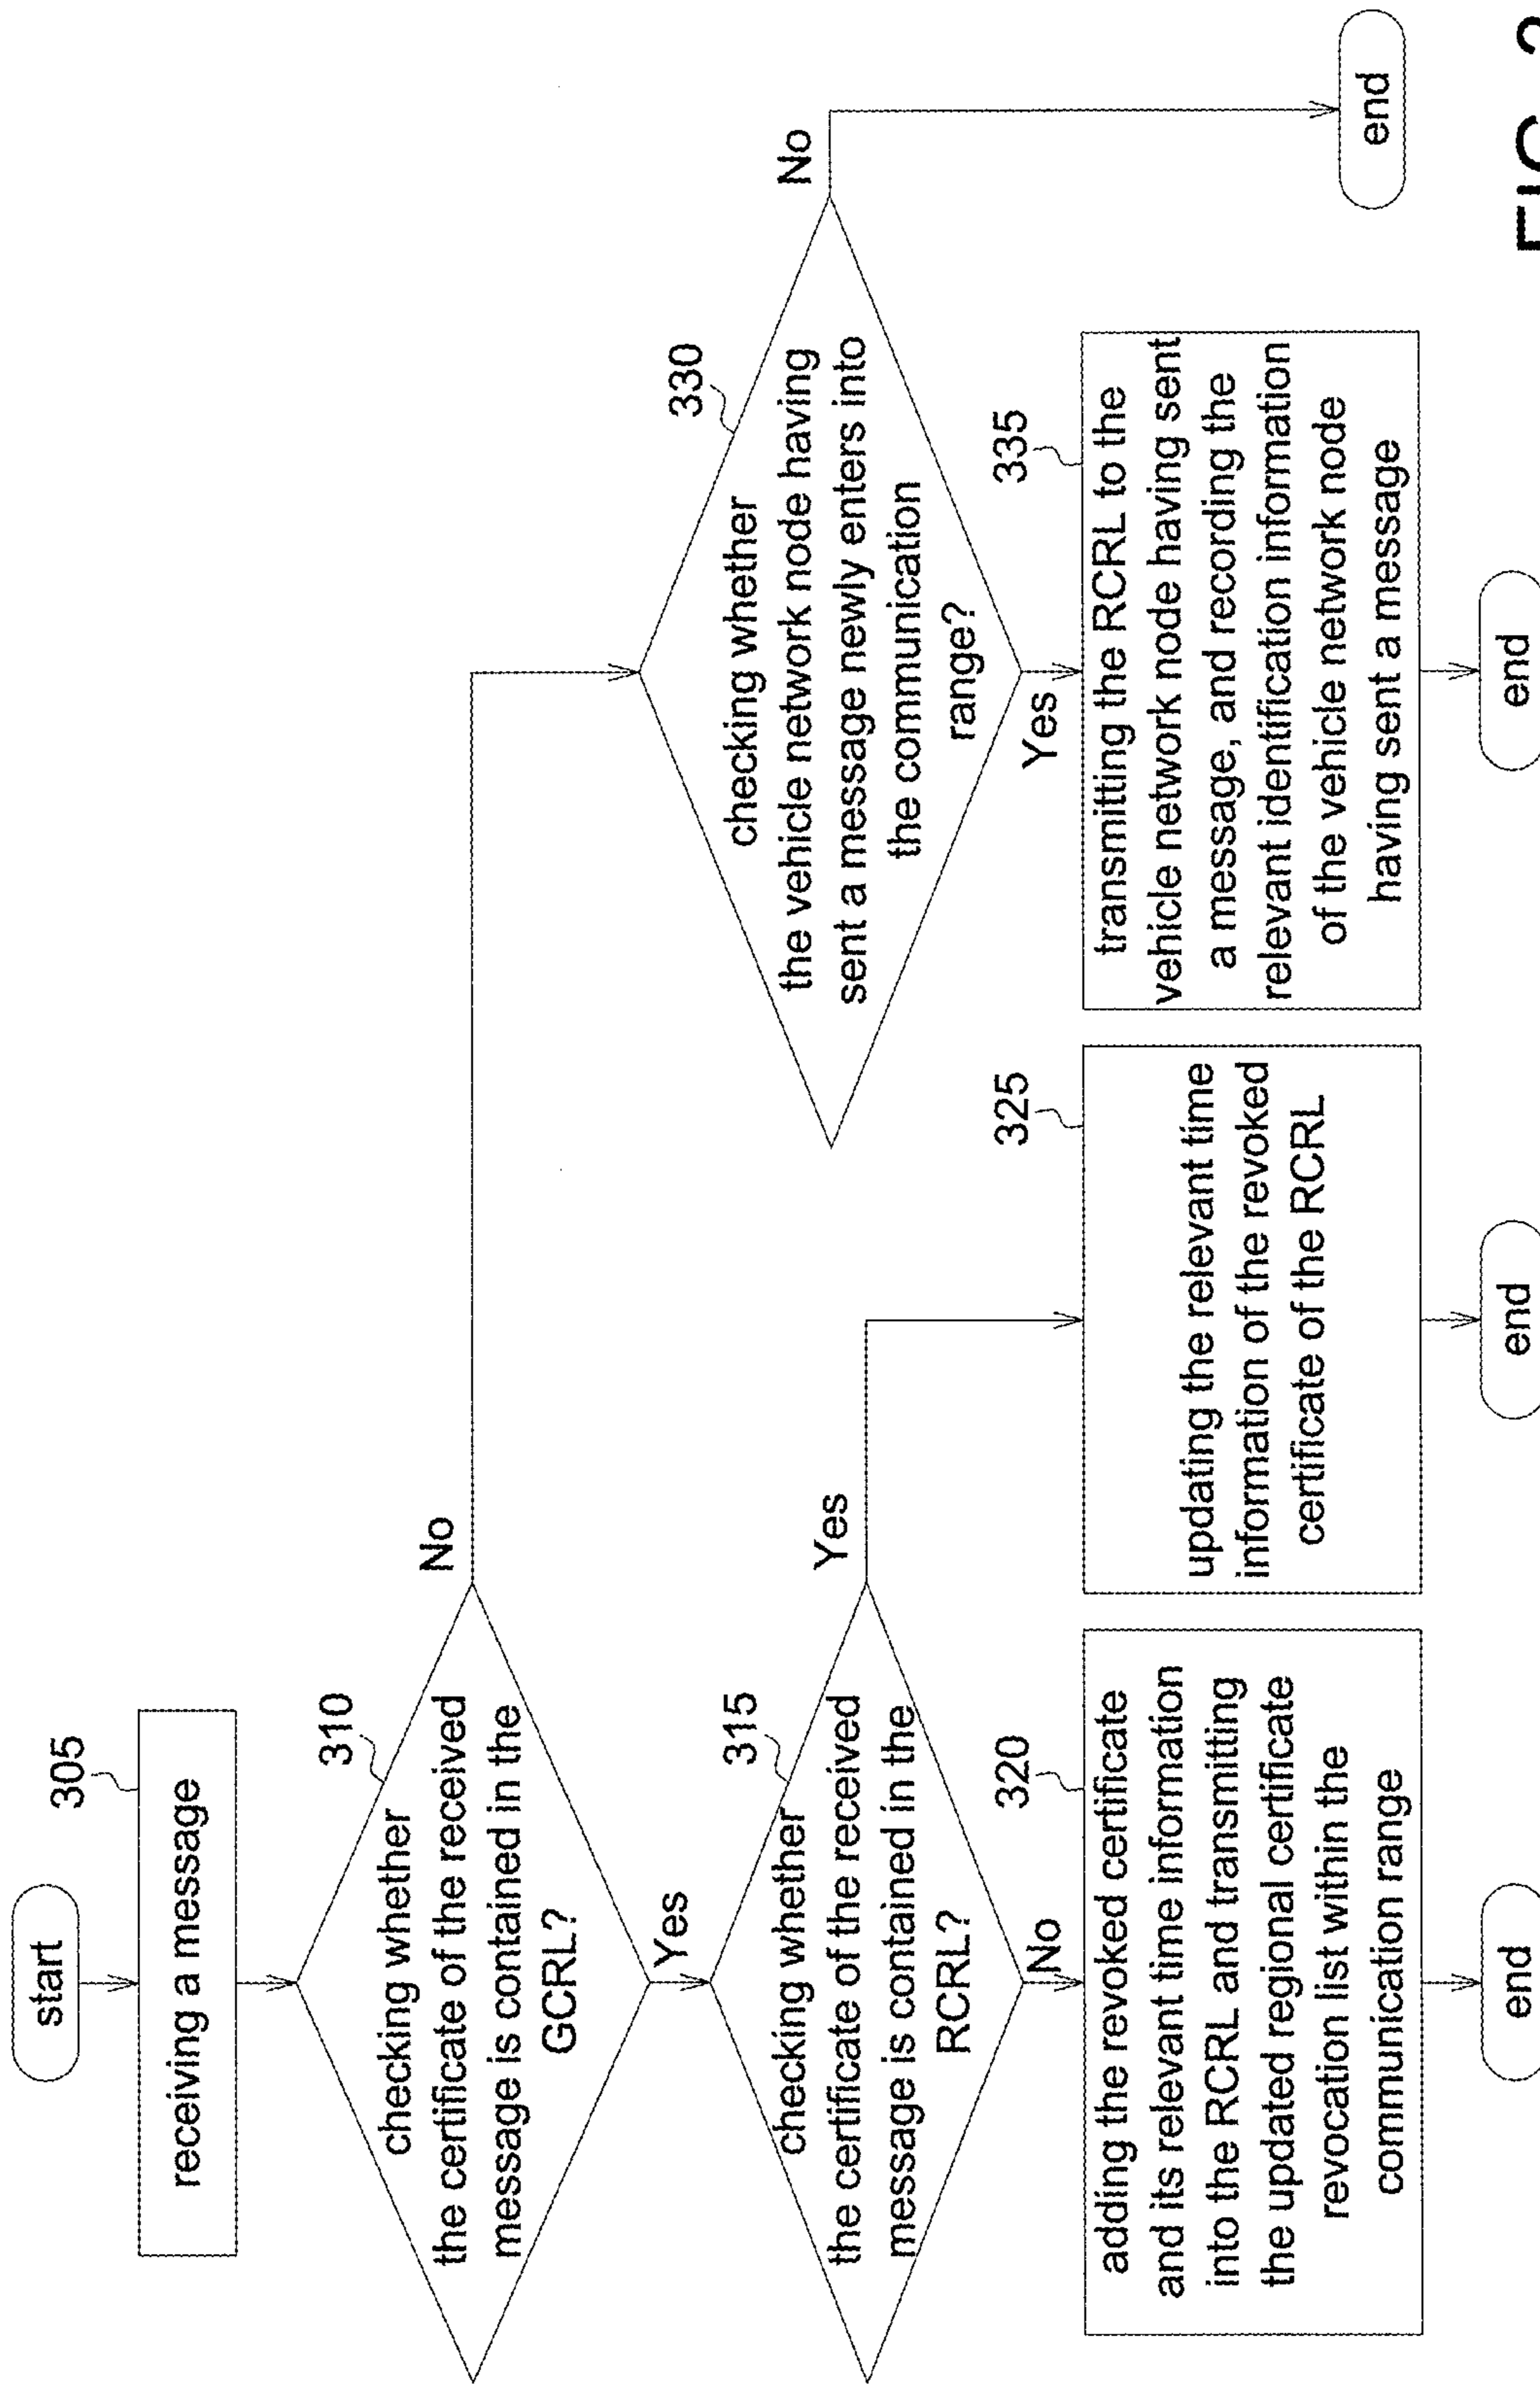 start
305
receiving a message
310
checking whether
the certificate of the received
message is contained in the
GCRL?
No
Yes
315
checking whether
the certificate of the received
message is contained in the
RCRL?
Yes
No
320
adding the revoked certificate
and its relevant time information
into the RCRL and transmitting
the updated regional certificate
revocation list within the
communication range
end
325
updating the relevant time
information of the revoked
certificate of the RCRL
end
330
checking whether
the vehicle network node having
sent a message newly enters into
the communication
range?
No
Yes
335
transmitting the RCRL to the
vehicle network node having sent
a message, and recording the
relevant identification information
of the vehicle network node
having sent a message
end
end
FIG.